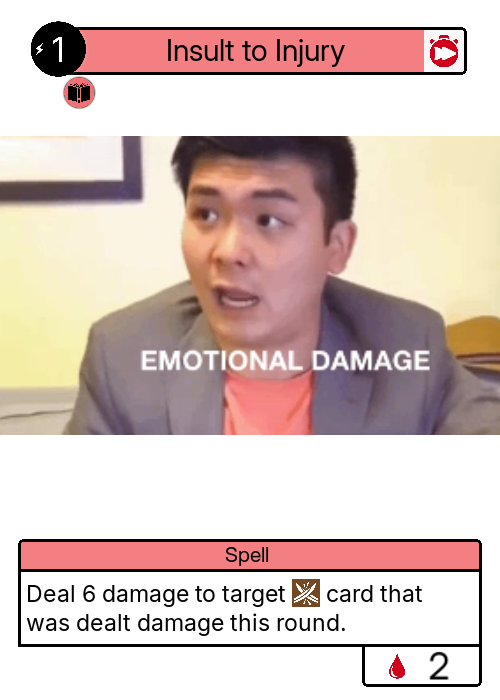 1
Insult to Injury
EMOTIONAL DAMAGE
Spell
Deal 6 damage to target card that
was dealt damage this round.
2